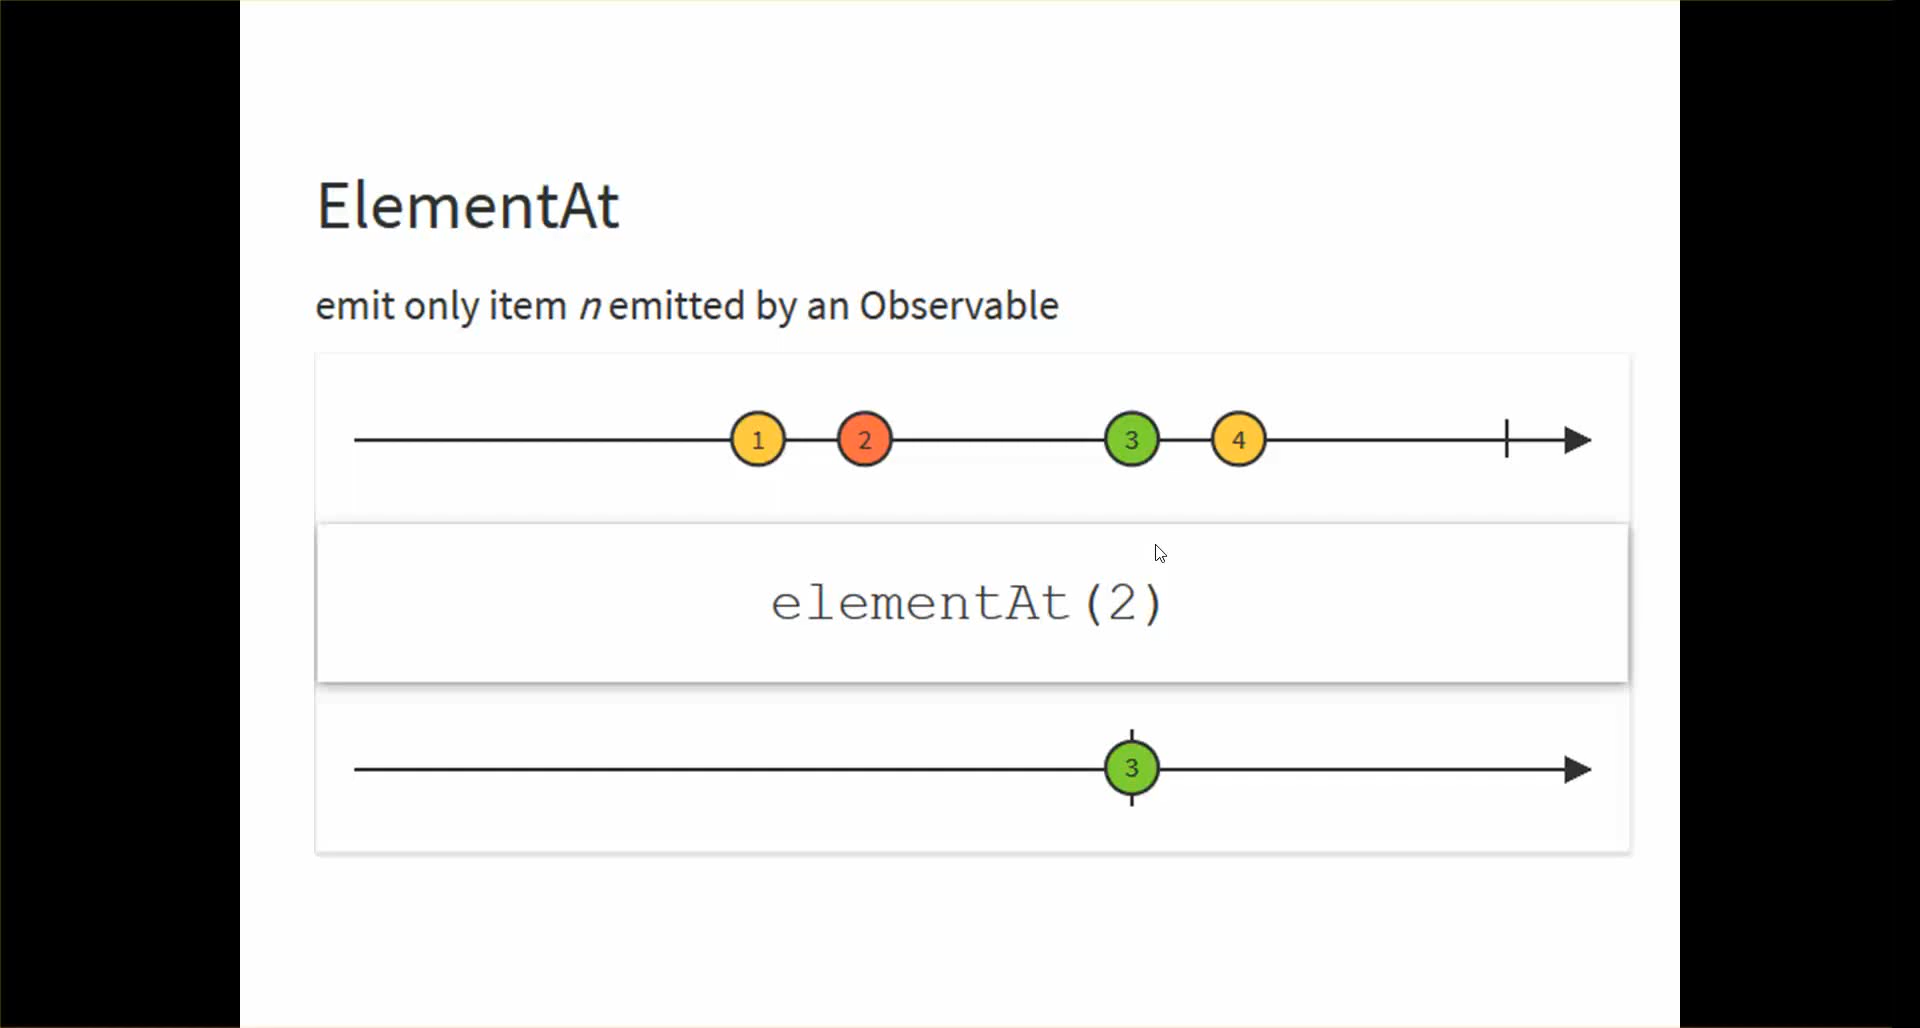 ElementAt
emit only item n emitted by an Observable
1 2 3 4
elementAt(2)
3